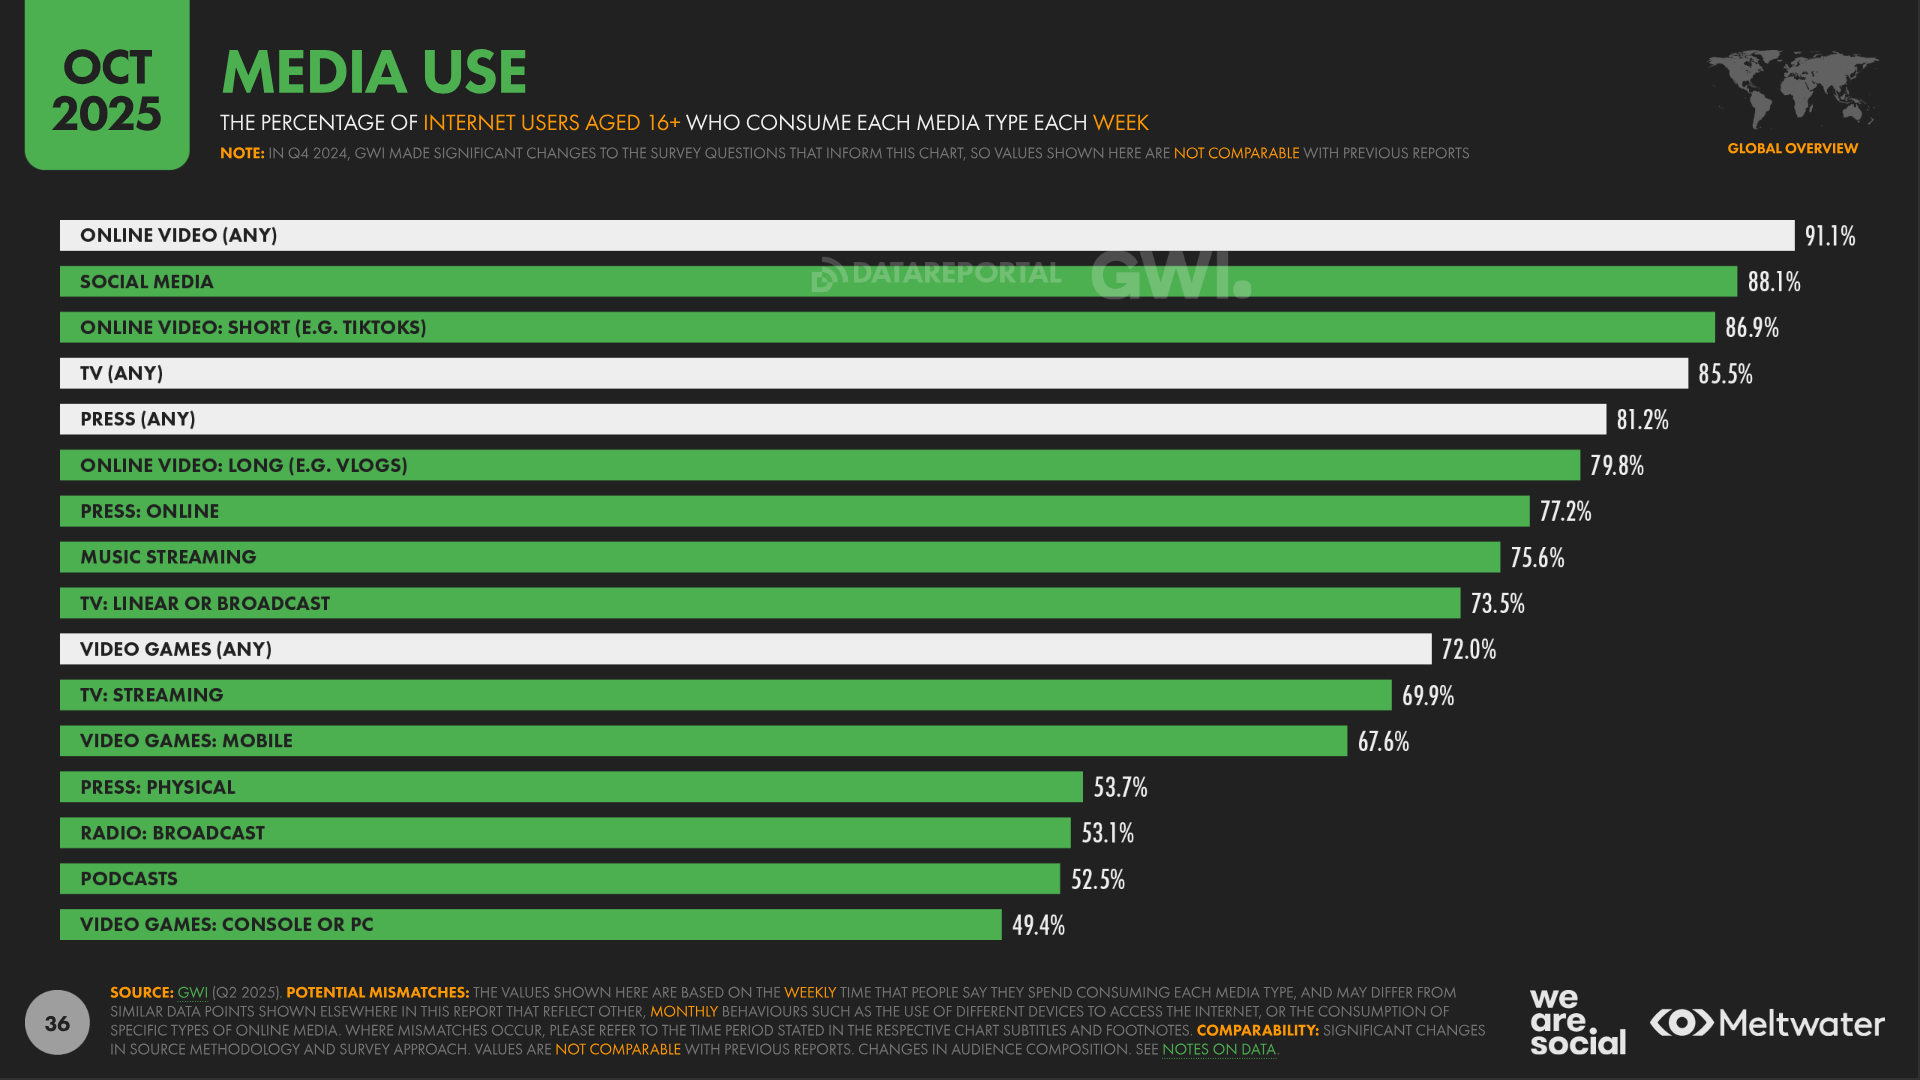 OCT
2025
MEDIA USE
THE PERCENTAGE OF INTERNET USERS AGED 16+ WHO CONSUME EACH MEDIA TYPE EACH WEEK
NOTE: IN Q4 2024, GWI MADE SIGNIFICANT CHANGES TO THE SURVEY QUESTIONS THAT INFORM THIS CHART, SO VALUES SHOWN HERE ARE NOT COMPARABLE WITH PREVIOUS REPORTS
GLOBAL OVERVIEW
ONLINE VIDEO (ANY) 91.1%
DATAREPORTAL GWI.
SOCIAL MEDIA 88.1%
ONLINE VIDEO: SHORT (E.G. TIKTOKS) 86.9%
TV (ANY) 85.5%
PRESS (ANY) 81.2%
ONLINE VIDEO: LONG (E.G. VLOGS) 79.8%
PRESS: ONLINE 77.2%
MUSIC STREAMING 75.6%
TV: LINEAR OR BROADCAST 73.5%
VIDEO GAMES (ANY) 72.0%
TV: STREAMING 69.9%
VIDEO GAMES: MOBILE 67.6%
PRESS: PHYSICAL 53.7%
RADIO: BROADCAST 53.1%
PODCASTS 52.5%
VIDEO GAMES: CONSOLE OR PC 49.4%
36
SOURCE: GWI (Q2 2025). POTENTIAL MISMATCHES: THE VALUES SHOWN HERE ARE BASED ON THE WEEKLY TIME THAT PEOPLE SAY THEY SPEND CONSUMING EACH MEDIA TYPE, AND MAY DIFFER FROM
SIMILAR DATA POINTS SHOWN ELSEWHERE IN THIS REPORT THAT REFLECT OTHER, MONTHLY BEHAVIOURS SUCH AS THE USE OF DIFFERENT DEVICES TO ACCESS THE INTERNET, OR THE CONSUMPTION OF
SPECIFIC TYPES OF ONLINE MEDIA. WHERE MISMATCHES OCCUR, PLEASE REFER TO THE TIME PERIOD STATED IN THE RESPECTIVE CHART SUBTITLES AND FOOTNOTES. COMPARABILITY: SIGNIFICANT CHANGES
IN SOURCE METHODOLOGY AND SURVEY APPROACH. VALUES ARE NOT COMPARABLE WITH PREVIOUS REPORTS. CHANGES IN AUDIENCE COMPOSITION. SEE NOTES ON DATA.
we
are.
social
Meltwater